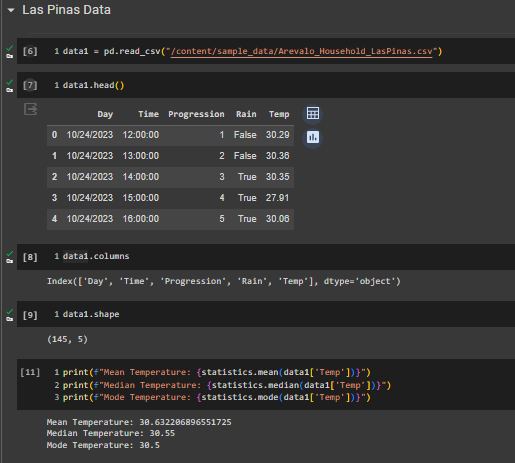 Las Pinas Data
[6] 1 data1 = pd.read_csv("/content/sample_data/Arevalo_Household_LasPinas.csv")
[7] 1 data1.head()
Day Time Progression Rain Temp
0 10/24/2023 12:00:00 1 False 30.29
1 10/24/2023 13:00:00 2 False 30.36
2 10/24/2023 14:00:00 3 True 30.35
3 10/24/2023 15:00:00 4 True 27.91
4 10/24/2023 16:00:00 5 True 30.06
[8] 1 data1.columns
Index(['Day', 'Time', 'Progression', 'Rain', 'Temp'], dtype='object')
[9] 1 data1.shape
(145, 5)
[11] 1 print(f"Mean Temperature: {statistics.mean(data1['Temp'])}")
2 print(f"Median Temperature: {statistics.median(data1['Temp'])}")
3 print(f"Mode Temperature: {statistics.mode(data1['Temp'])}")
Mean Temperature: 30.632206896551725
Median Temperature: 30.55
Mode Temperature: 30.5